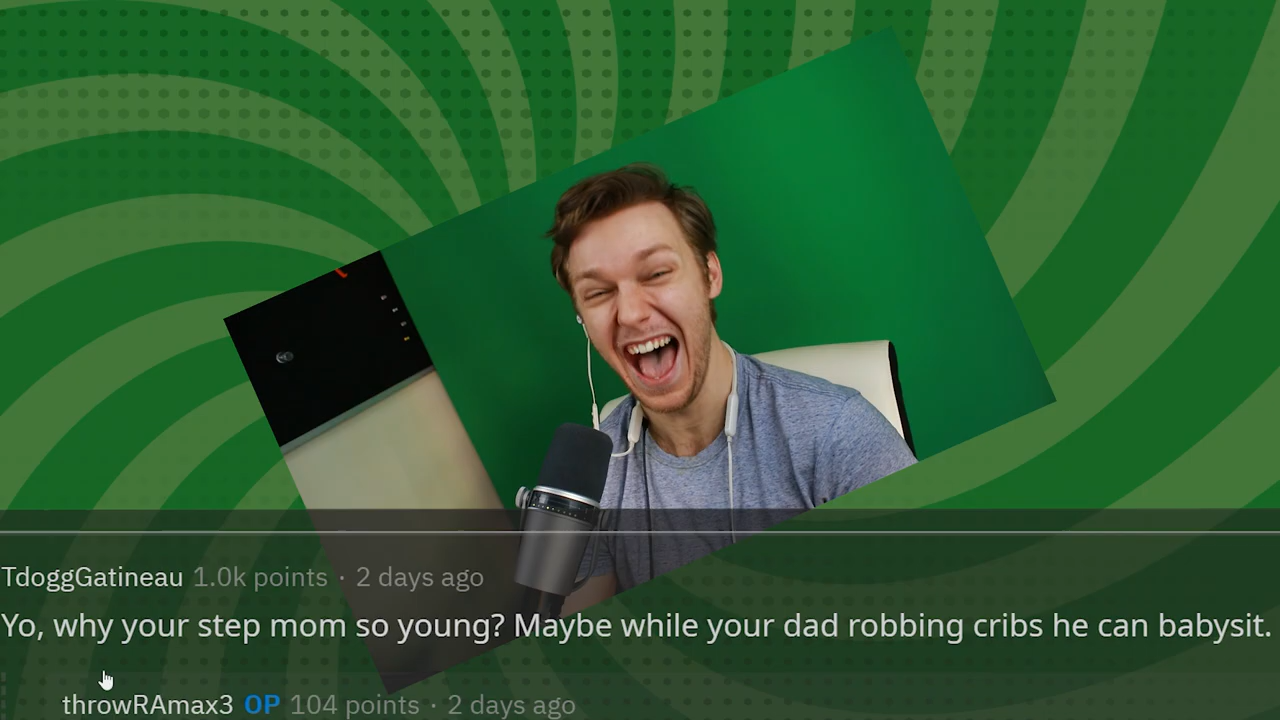 TdoggGatineau 1.0k points · 2 days ago
Yo, why your step mom so young? Maybe while your dad robbing cribs he can babysit.
throwRAmax3 OP 104 points · 2 days ago